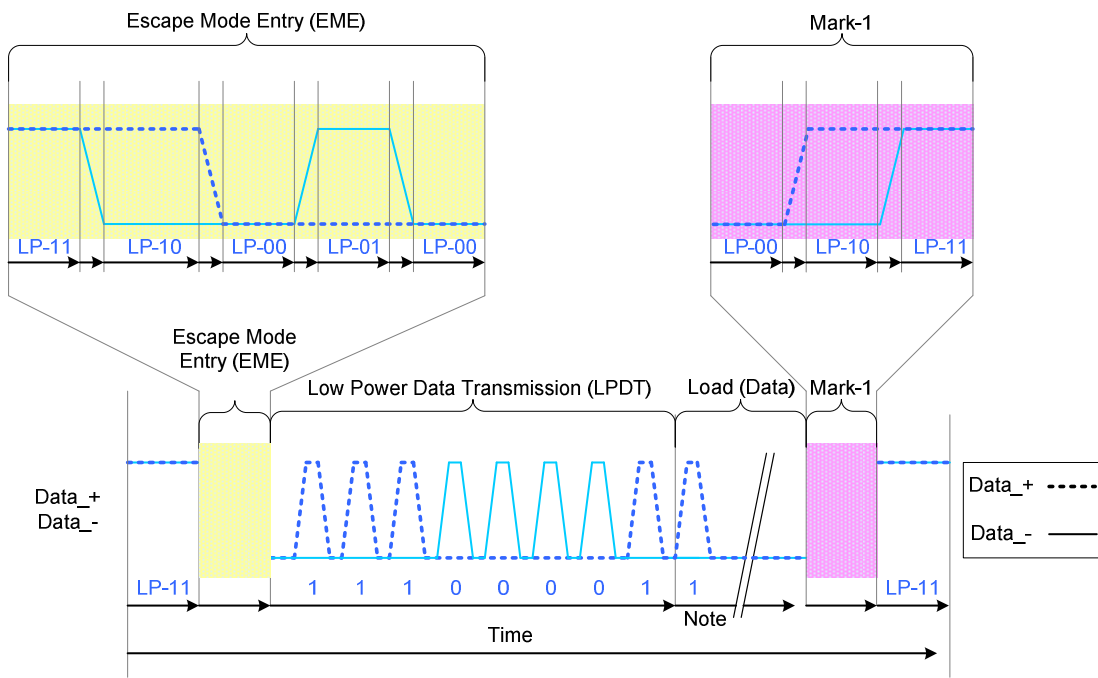 Escape Mode Entry (EME)
Mark-1
LP-11 LP-10 LP-00 LP-01 LP-00
LP-00 LP-10 LP-11
Escape Mode
Entry (EME)
Low Power Data Transmission (LPDT)
Load (Data)
Mark-1
Data_+
Data_-
Data_+
Data_-
LP-11
1 1 1 0 0 0 0 1 1
LP-11
Note
Time